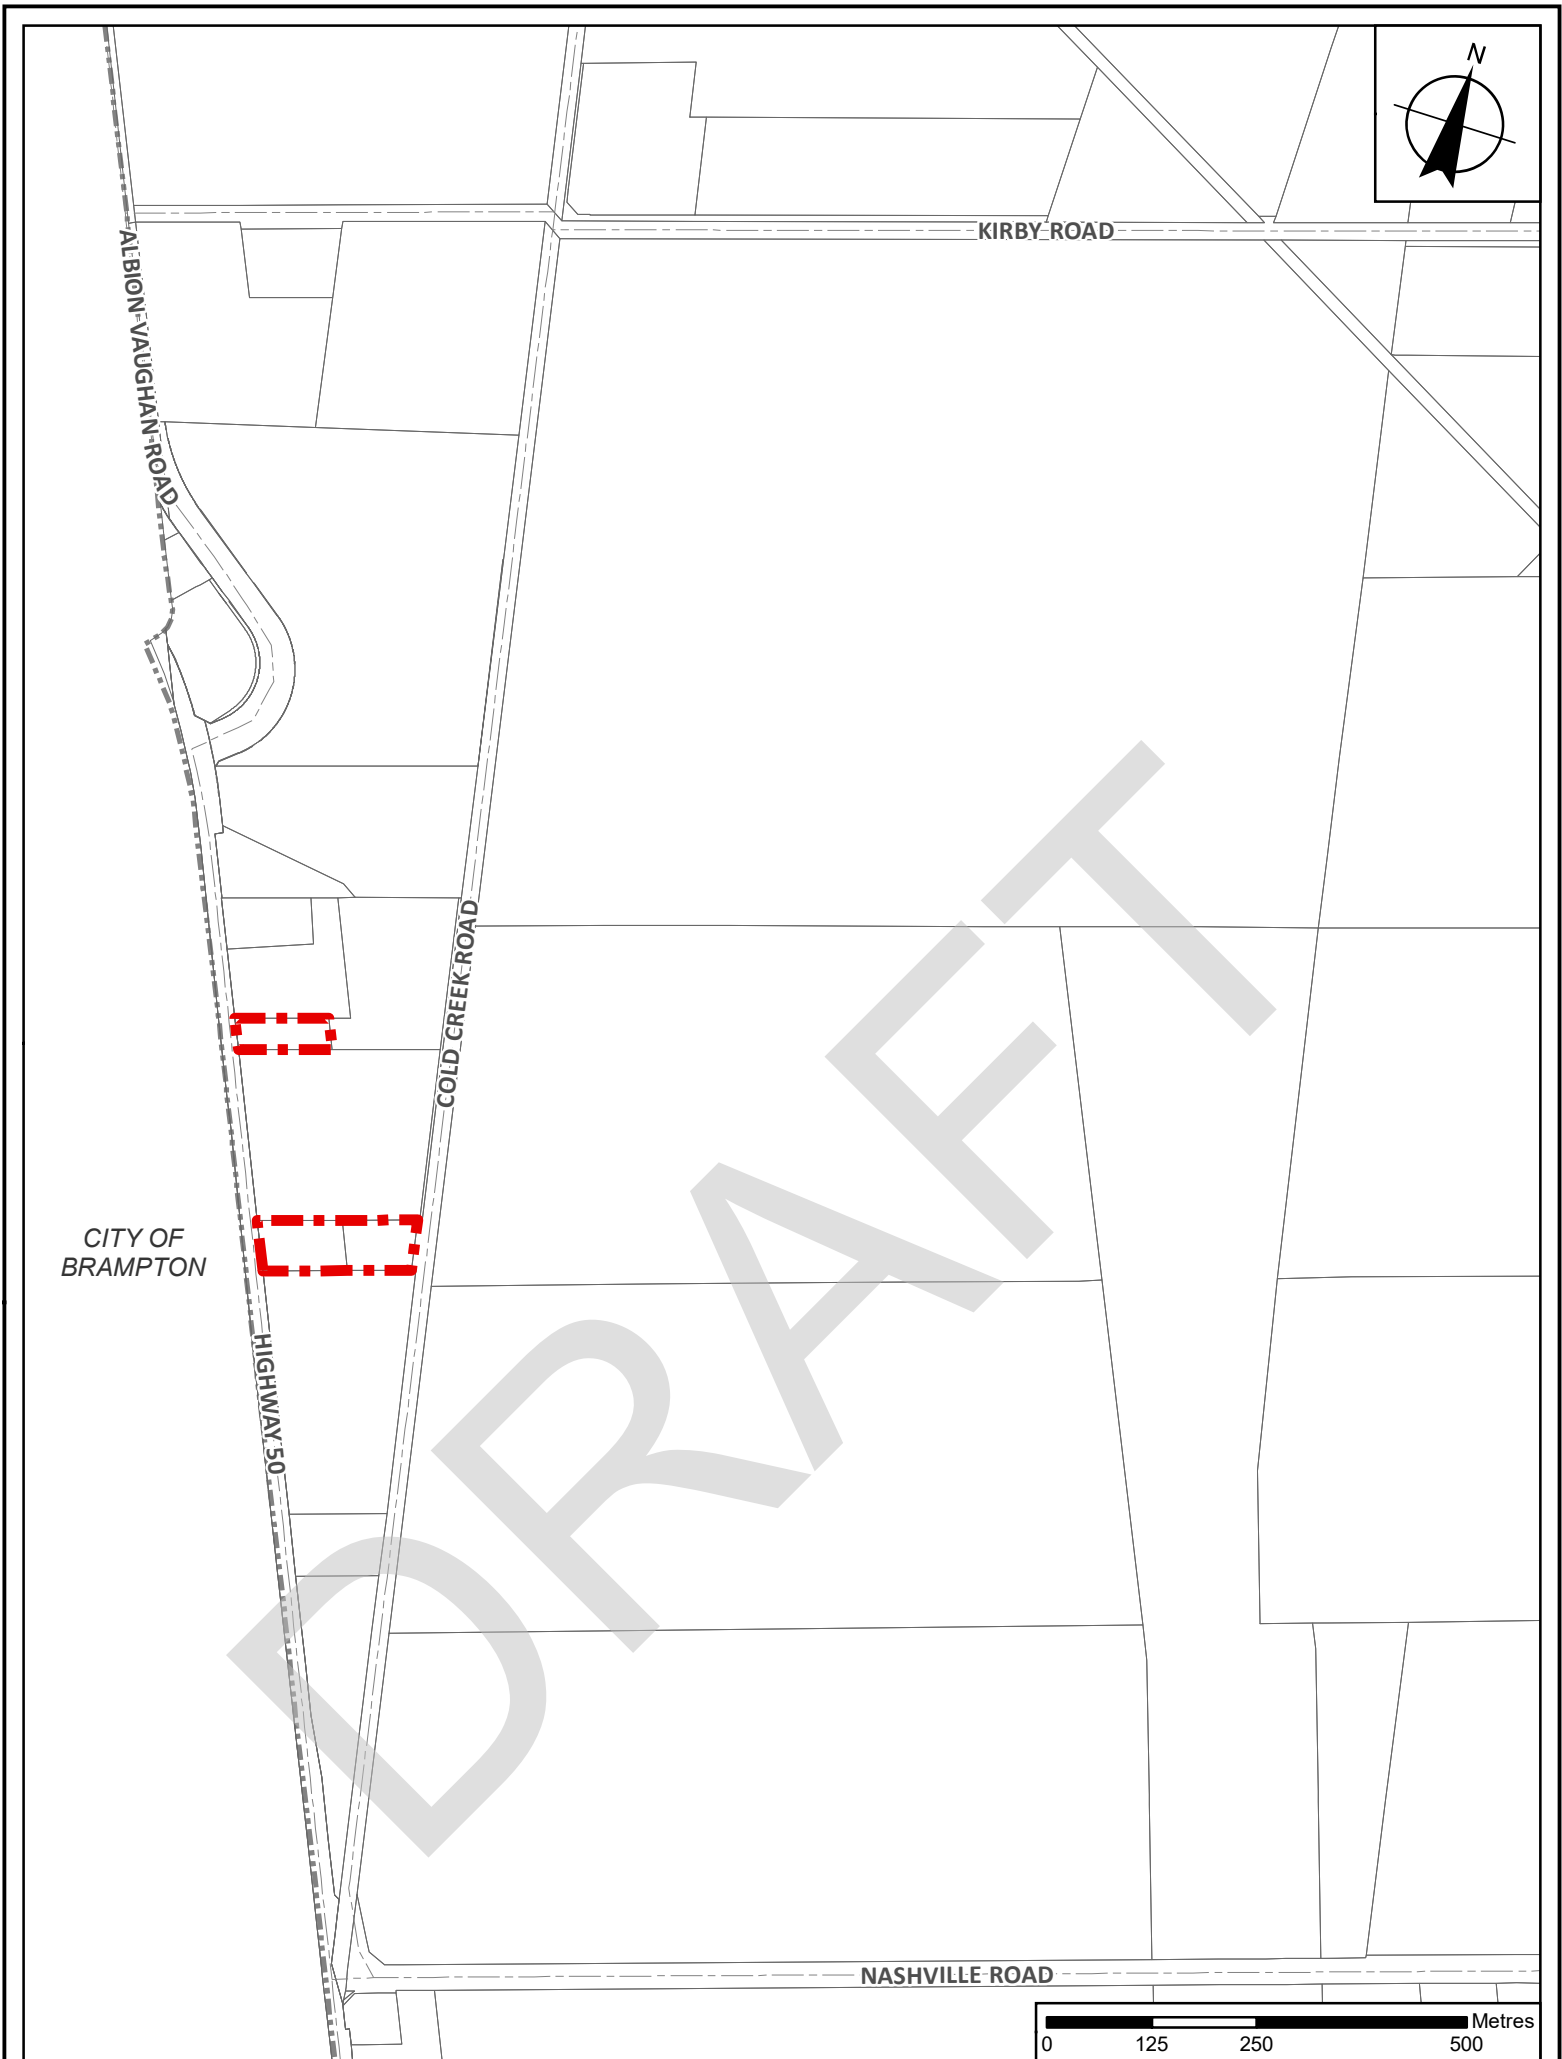 N
KIRBY ROAD
ALBION-VAUGHAN ROAD
COLD CREEK ROAD
CITY OF
BRAMPTON
HIGHWAY 50
DRAFT
NASHVILLE ROAD
Metres
0 125 250 500